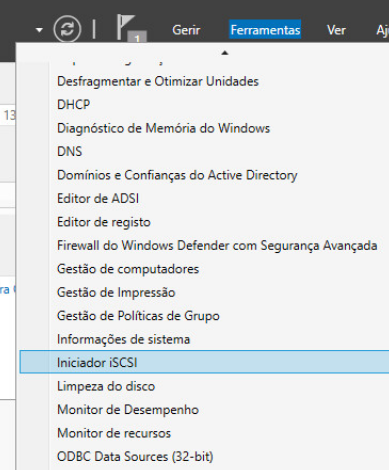 1
Gerir
Ferramentas
Ver
13
Desfragmentar e Otimizar Unidades
DHCP
Diagnóstico de Memória do Windows
DNS
Domínios e Confianças do Active Directory
Editor de ADSI
Editor de registo
Firewall do Windows Defender com Segurança Avançada
Gestão de computadores
Gestão de Impressão
Gestão de Políticas de Grupo
Informações de sistema
Iniciador iSCSI
Limpeza do disco
Monitor de Desempenho
Monitor de recursos
ODBC Data Sources (32-bit)